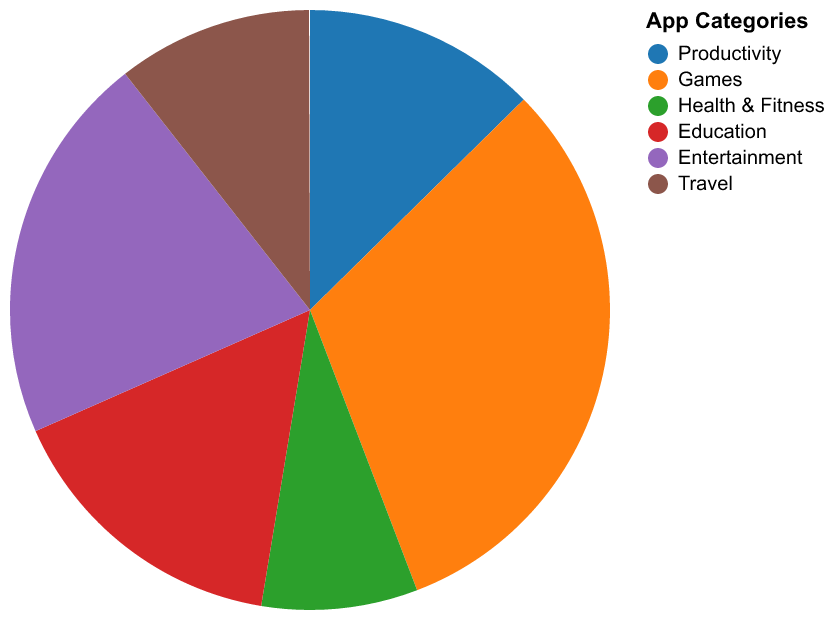 App Categories
Productivity
Games
Health & Fitness
Education
Entertainment
Travel